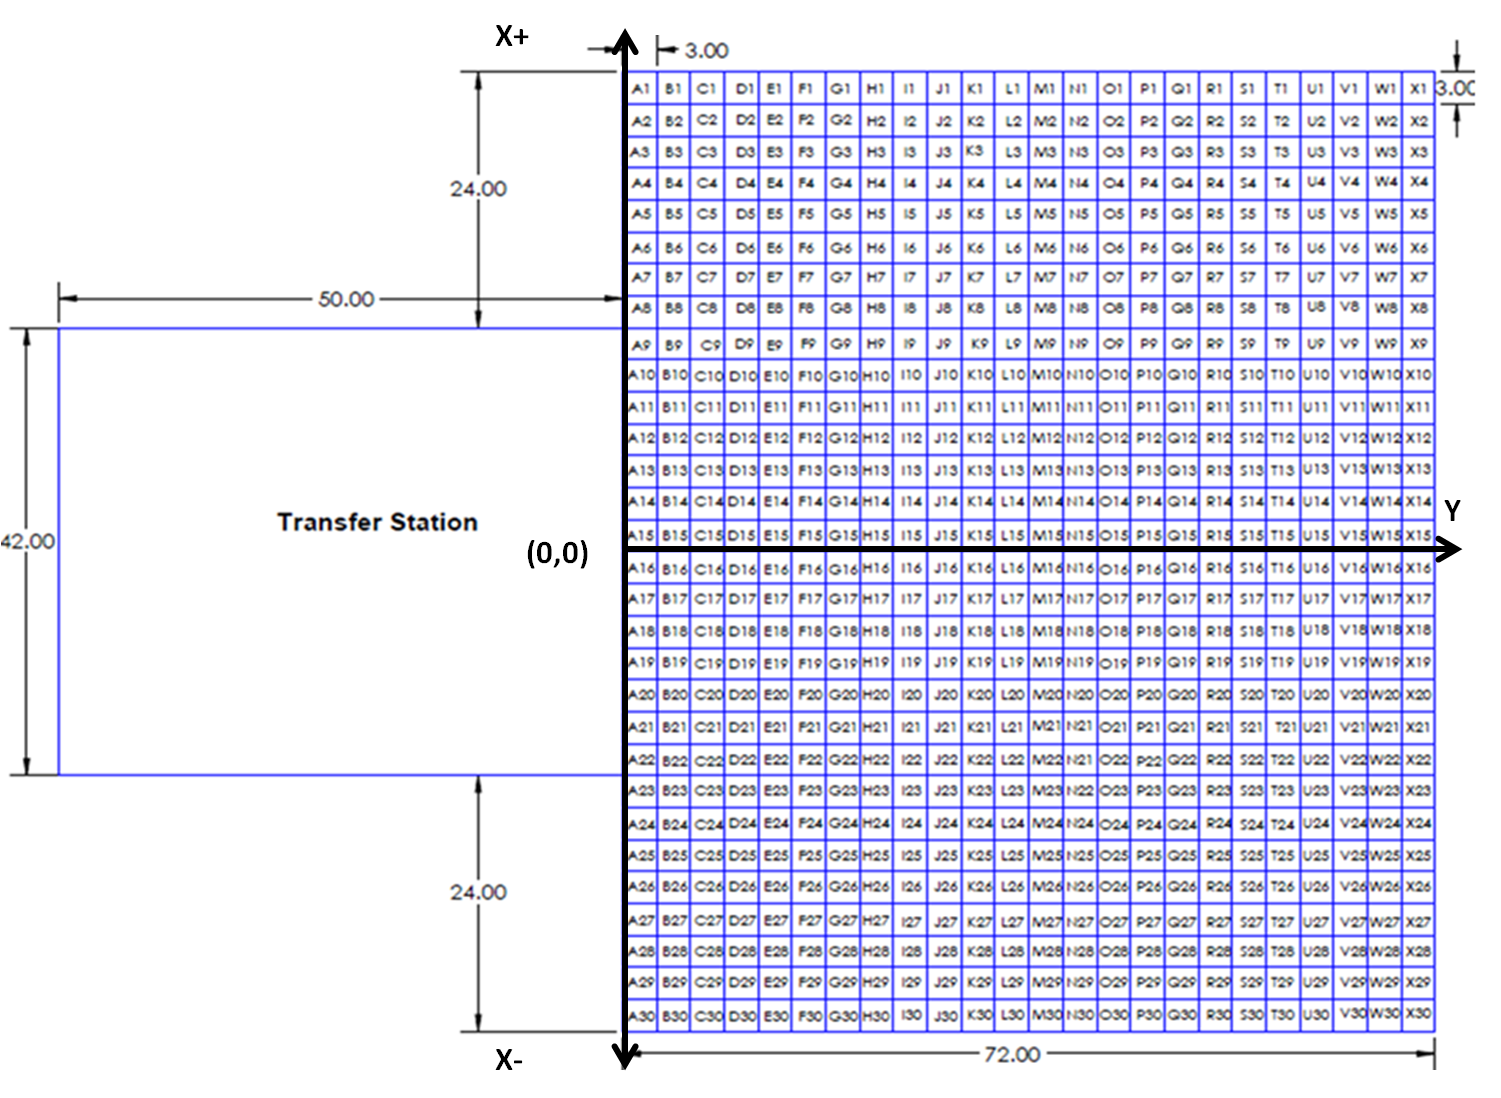 X+
3.00
A1 B1 C1 D1 E1 F1 G1 H1 I1 J1 K1 L1 M1 N1 O1 P1 Q1 R1 S1 T1 U1 V1 W1 X1 3.00
A2 B2 C2 D2 E2 F2 G2 H2 I2 J2 K2 L2 M2 N2 O2 P2 Q2 R2 S2 T2 U2 V2 W2 X2
A3 B3 C3 D3 E3 F3 G3 H3 I3 J3 K3 L3 M3 N3 O3 P3 Q3 R3 S3 T3 U3 V3 W3 X3
24.00
A4 B4 C4 D4 E4 F4 G4 H4 I4 J4 K4 L4 M4 N4 O4 P4 Q4 R4 S4 T4 U4 V4 W4 X4
A5 B5 C5 D5 E5 F5 G5 H5 I5 J5 K5 L5 M5 N5 O5 P5 Q5 R5 S5 T5 U5 V5 W5 X5
A6 B6 C6 D6 E6 F6 G6 H6 I6 J6 K6 L6 M6 N6 O6 P6 Q6 R6 S6 T6 U6 V6 W6 X6
A7 B7 C7 D7 E7 F7 G7 H7 I7 J7 K7 L7 M7 N7 O7 P7 Q7 R7 S7 T7 U7 V7 W7 X7
50.00
A8 B8 C8 D8 E8 F8 G8 H8 I8 J8 K8 L8 M8 N8 O8 P8 Q8 R8 S8 T8 U8 V8 W8 X8
A9 B9 C9 D9 E9 F9 G9 H9 I9 J9 K9 L9 M9 N9 O9 P9 Q9 R9 S9 T9 U9 V9 W9 X9
A10 B10 C10 D10 E10 F10 G10 H10 I10 J10 K10 L10 M10 N10 O10 P10 Q10 R10 S10 T10 U10 V10 W10 X10
A11 B11 C11 D11 E11 F11 G11 H11 I11 J11 K11 L11 M11 N11 O11 P11 Q11 R11 S11 T11 U11 V11 W11 X11
A12 B12 C12 D12 E12 F12 G12 H12 I12 J12 K12 L12 M12 N12 O12 P12 Q12 R12 S12 T12 U12 V12 W12 X12
A13 B13 C13 D13 E13 F13 G13 H13 I13 J13 K13 L13 M13 N13 O13 P13 Q13 R13 S13 T13 U13 V13 W13 X13
A14 B14 C14 D14 E14 F14 G14 H14 I14 J14 K14 L14 M14 N14 O14 P14 Q14 R14 S14 T14 U14 V14 W14 X14
Y
Transfer Station
A15 B15 C15 D15 E15 F15 G15 H15 I15 J15 K15 L15 M15 N15 O15 P15 Q15 R15 S15 T15 U15 V15 W15 X15
42.00
(0,0)
A16 B16 C16 D16 E16 F16 G16 H16 I16 J16 K16 L16 M16 N16 O16 P16 Q16 R16 S16 T16 U16 V16 W16 X16
A17 B17 C17 D17 E17 F17 G17 H17 I17 J17 K17 L17 M17 N17 O17 P17 Q17 R17 S17 T17 U17 V17 W17 X17
A18 B18 C18 D18 E18 F18 G18 H18 I18 J18 K18 L18 M18 N18 O18 P18 Q18 R18 S18 T18 U18 V18 W18 X18
A19 B19 C19 D19 E19 F19 G19 H19 I19 J19 K19 L19 M19 N19 O19 P19 Q19 R19 S19 T19 U19 V19 W19 X19
A20 B20 C20 D20 E20 F20 G20 H20 I20 J20 K20 L20 M20 N20 O20 P20 Q20 R20 S20 T20 U20 V20 W20 X20
A21 B21 C21 D21 E21 F21 G21 H21 I21 J21 K21 L21 M21 N21 O21 P21 Q21 R21 S21 T21 U21 V21 W21 X21
A22 B22 C22 D22 E22 F22 G22 H22 I22 J22 K22 L22 M22 N21 O22 P22 Q22 R22 S22 T22 U22 V22 W22 X22
A23 B23 C23 D23 E23 F23 G23 H23 I23 J23 K23 L23 M23 N22 O23 P23 Q23 R23 S23 T23 U23 V23 W23 X23
A24 B24 C24 D24 E24 F24 G24 H24 I24 J24 K24 L24 M24 N24 O24 P24 Q24 R24 S24 T24 U24 V24 W24 X24
A25 B25 C25 D25 E25 F25 G25 H25 I25 J25 K25 L25 M25 N25 O25 P25 Q25 R25 S25 T25 U25 V25 W25 X25
A26 B26 C26 D26 E26 F26 G26 H26 I26 J26 K26 L26 M26 N26 O26 P26 Q26 R26 S26 T26 U26 V26 W26 X26
24.00
A27 B27 C27 D27 E27 F27 G27 H27 I27 J27 K27 L27 M27 N27 O27 P27 Q27 R27 S27 T27 U27 V27 W27 X27
A28 B28 C28 D28 E28 F28 G28 H28 I28 J28 K28 L28 M28 N28 O28 P28 Q28 R28 S28 T28 U28 V28 W28 X28
A29 B29 C29 D29 E29 F29 G29 H29 I29 J29 K29 L29 M29 N29 O29 P29 Q29 R29 S29 T29 U29 V29 W29 X29
A30 B30 C30 D30 E30 F30 G30 H30 I30 J30 K30 L30 M30 N30 O30 P30 Q30 R30 S30 T30 U30 V30 W30 X30
X-
72.00